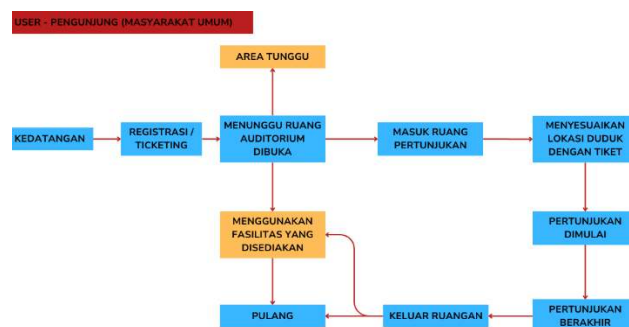 USER - PENGUNJUNG (MASYARAKAT UMUM)
AREA TUNGGU
KEDATANGAN
REGISTRASI /
TICKETING
MENUNGGU RUANG
AUDITORIUM
DIBUKA
MASUK RUANG
PERTUNJUKAN
MENYESUAIKAN
LOKASI DUDUK
DENGAN TIKET
MENGGUNAKAN
FASILITAS YANG
DISEDIAKAN
PERTUNJUKAN
DIMULAI
PULANG
KELUAR RUANGAN
PERTUNJUKAN
BERAKHIR